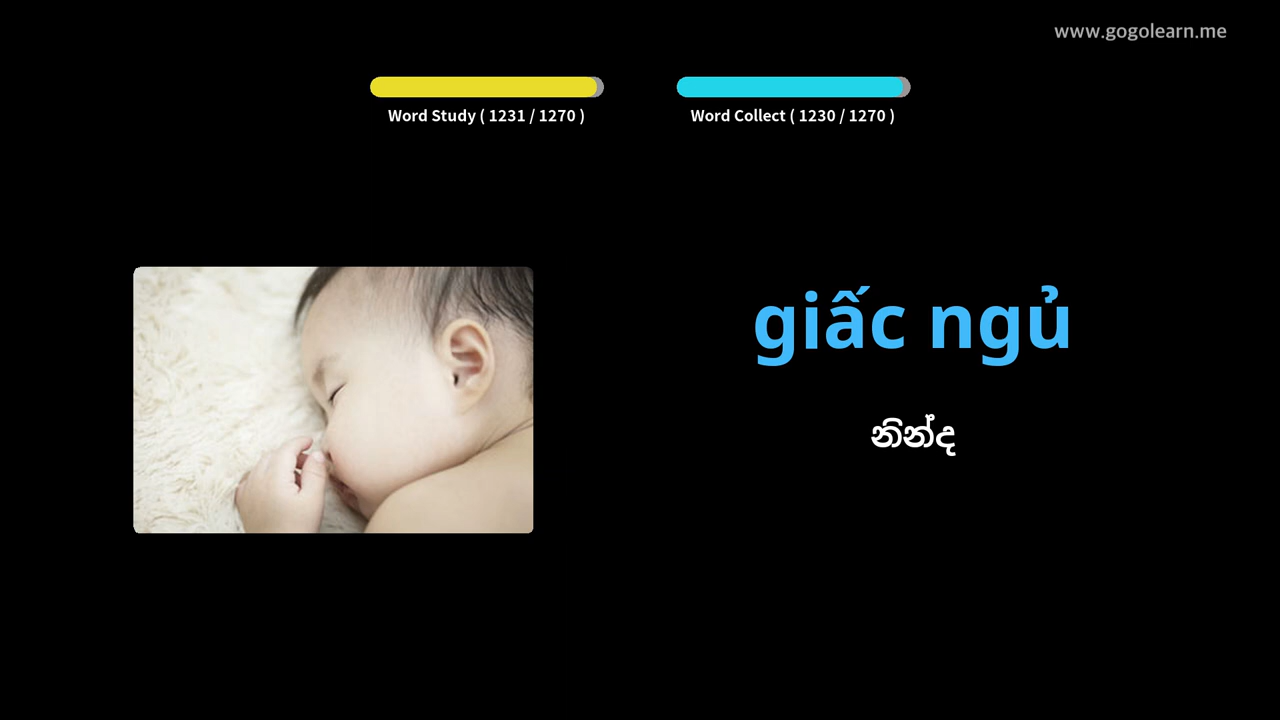 www.gogolearn.me
Word Study ( 1231 / 1270 )
Word Collect ( 1230 / 1270 )
giấc ngủ
නින්ද